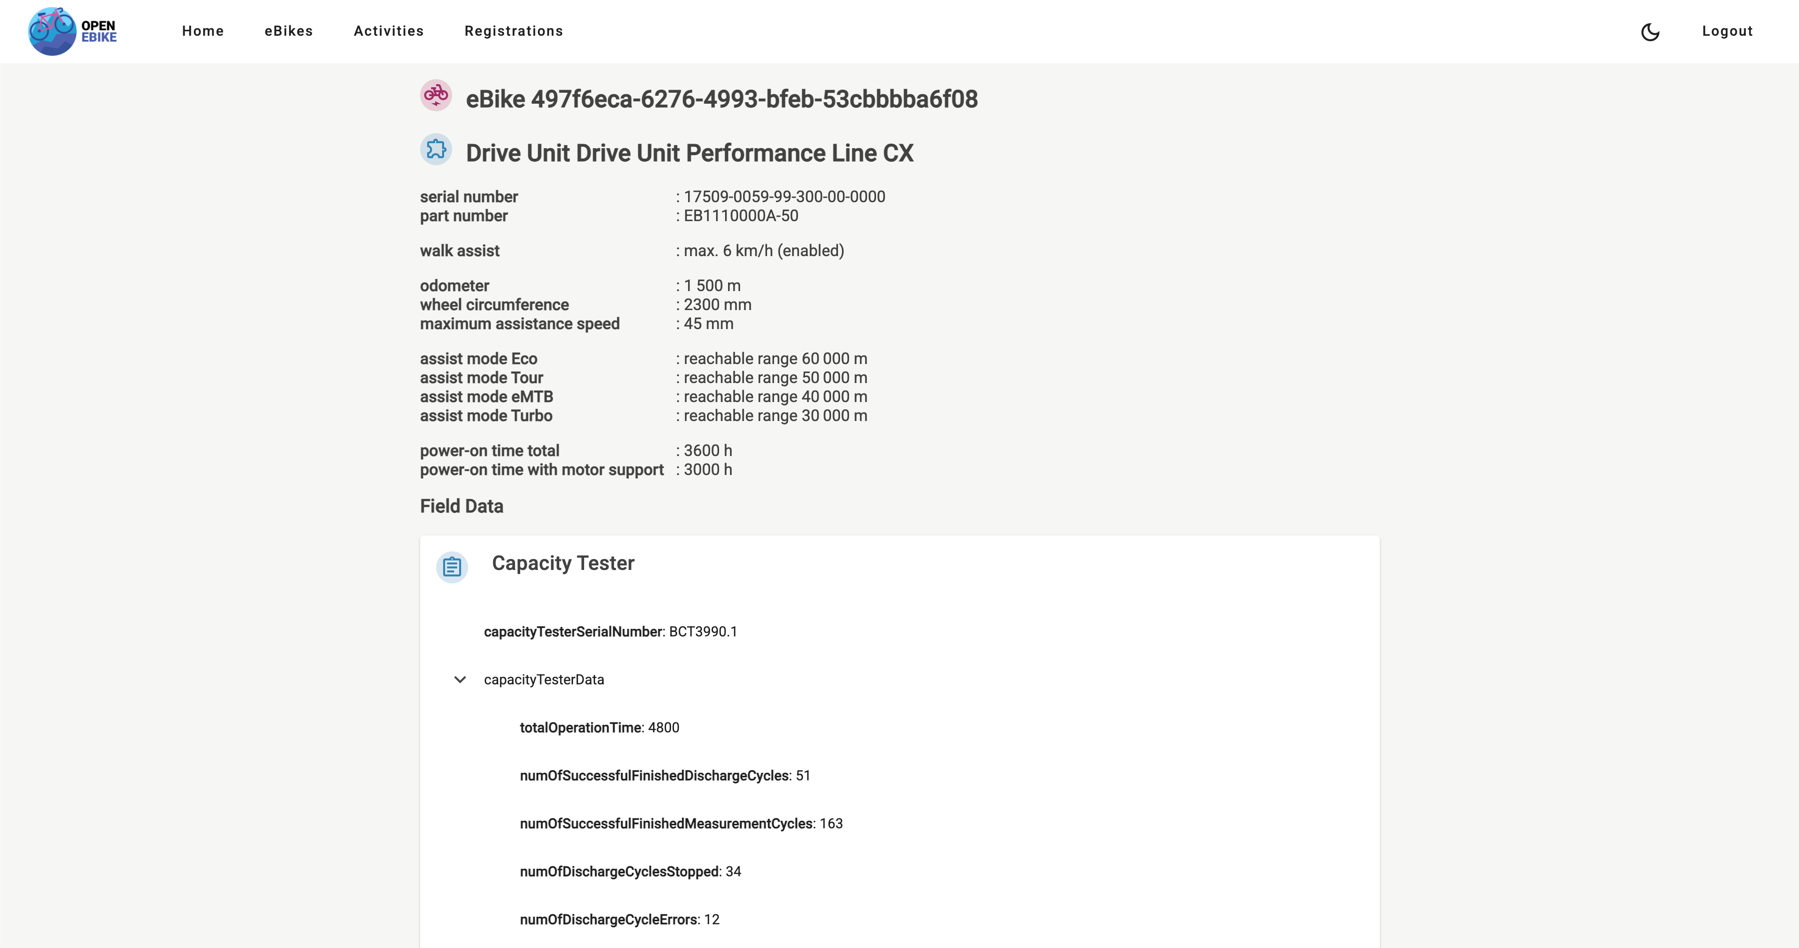 OPEN
EBIKE
Home eBikes Activities Registrations Logout
eBike 497f6eca-6276-4993-bfeb-53cbbbba6f08
Drive Unit Drive Unit Performance Line CX
serial number : 17509-0059-99-300-00-0000
part number : EB1110000A-50
walk assist : max. 6 km/h (enabled)
odometer : 1 500 m
wheel circumference : 2300 mm
maximum assistance speed : 45 mm
assist mode Eco : reachable range 60 000 m
assist mode Tour : reachable range 50 000 m
assist mode eMTB : reachable range 40 000 m
assist mode Turbo : reachable range 30 000 m
power-on time total : 3600 h
power-on time with motor support : 3000 h
Field Data
Capacity Tester
capacityTesterSerialNumber: BCT3990.1
capacityTesterData
totalOperationTime: 4800
numOfSuccessfulFinishedDischargeCycles: 51
numOfSuccessfulFinishedMeasurementCycles: 163
numOfDischargeCyclesStopped: 34
numOfDischargeCycleErrors: 12